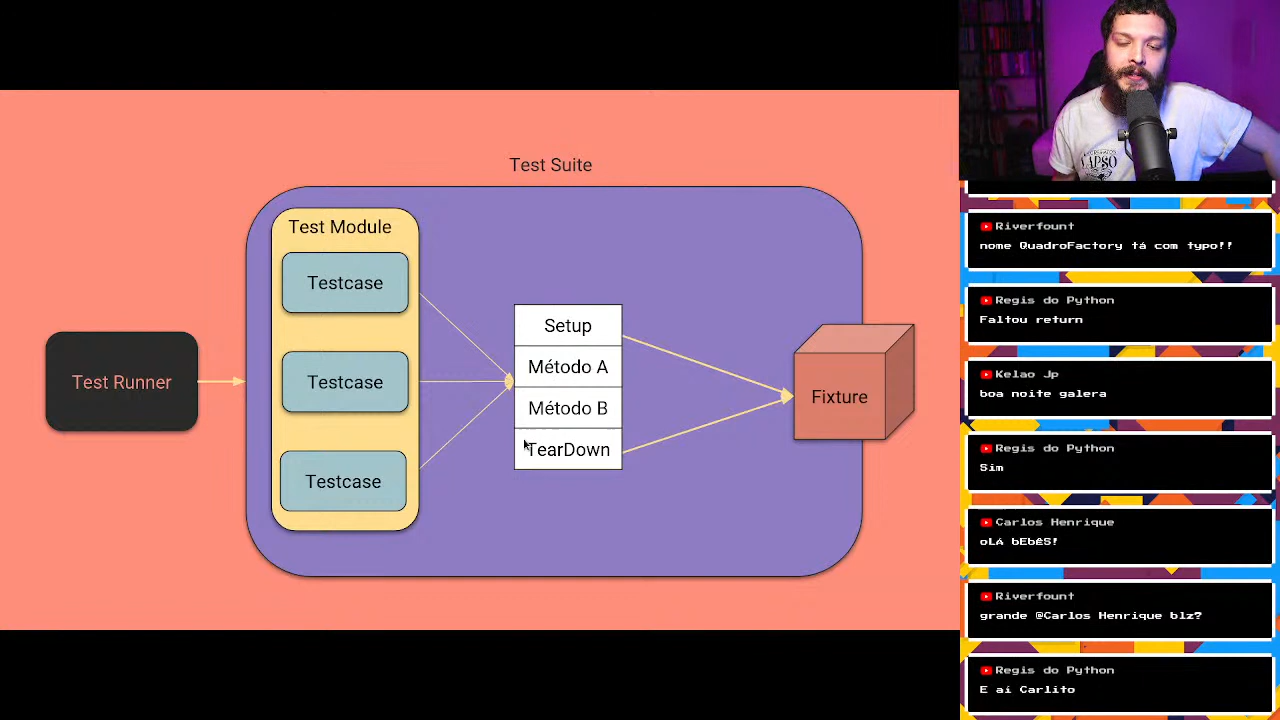 Test Suite
Test Module
Testcase
Testcase
Testcase
Test Runner
Setup
Método A
Método B
TearDown
Fixture
LAPSO
Riverfount
nome QuadroFactory tá com typo!!
Regis do Python
Faltou return
Kelao Jp
boa noite galera
Regis do Python
Sim
Carlos Henrique
oLá bEbêS!
Riverfount
grande @Carlos Henrique blz?
Regis do Python
E aí Carlito